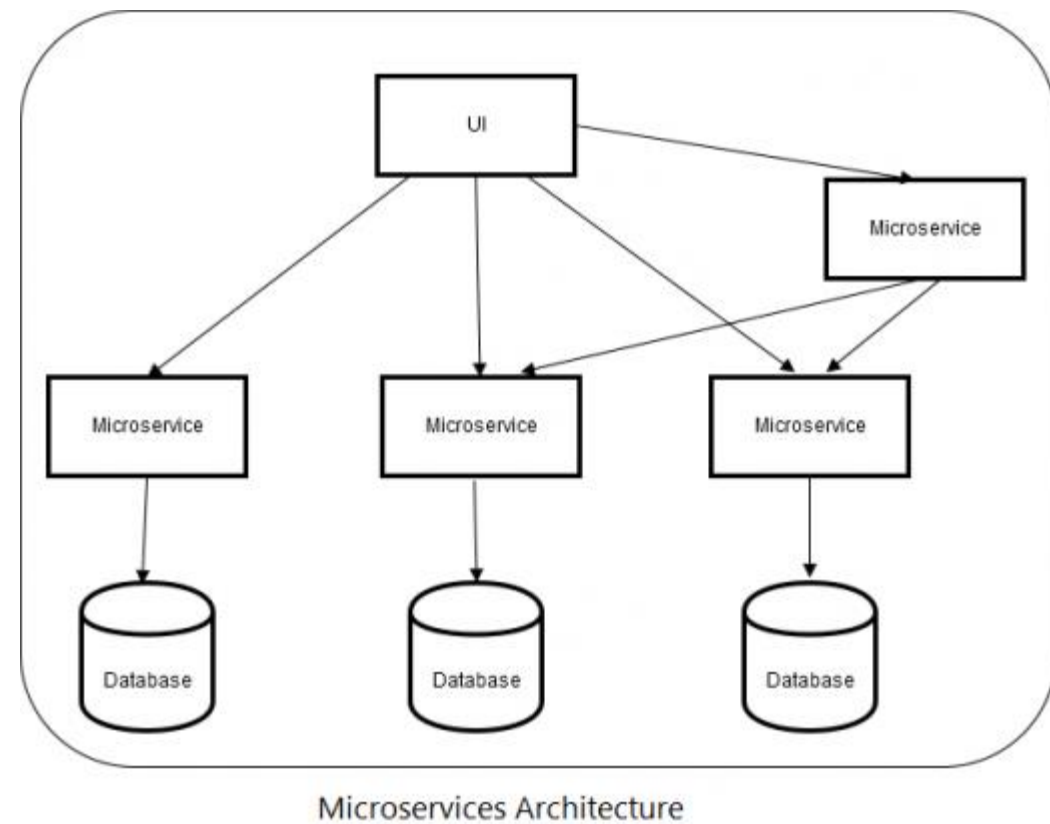 UI
Microservice
Microservice
Microservice
Microservice
Database
Database
Database
Microservices Architecture